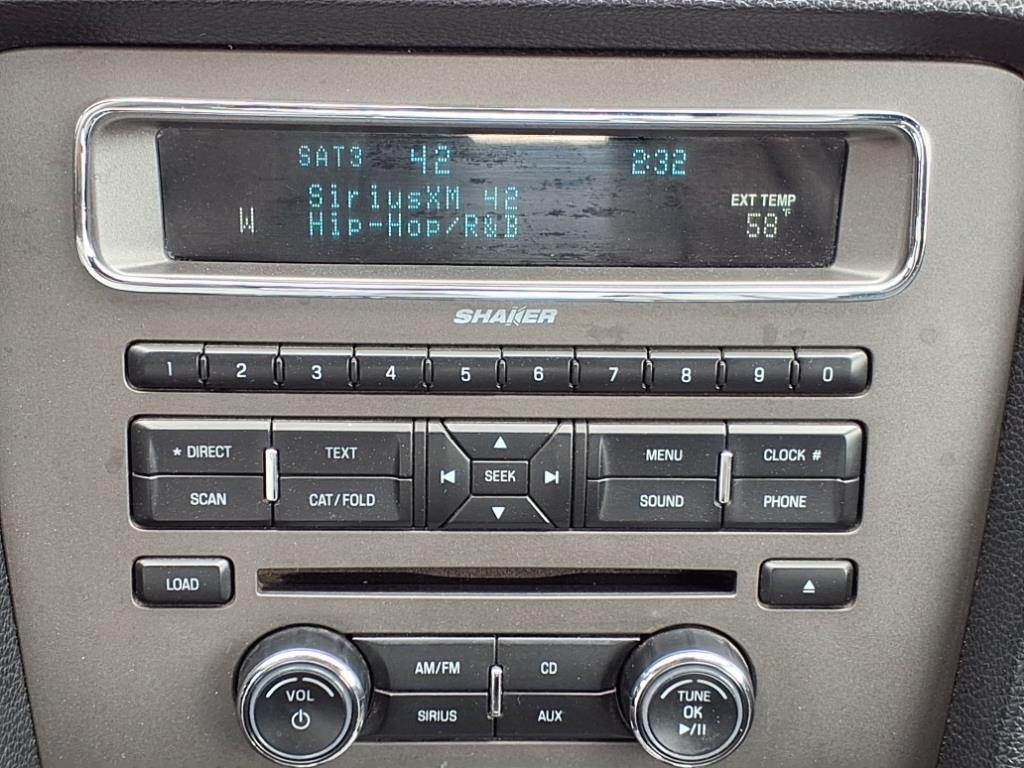 SAT3 42 2:32
SiriusXM 42
EXT TEMP
W Hip-Hop/R&B 58°F
SHAKER
1 2 3 4 5 6 7 8 9 0
* DIRECT TEXT MENU CLOCK #
SEEK
SCAN CAT/FOLD SOUND PHONE
LOAD
AM/FM CD
VOL TUNE
OK
SIRIUS AUX